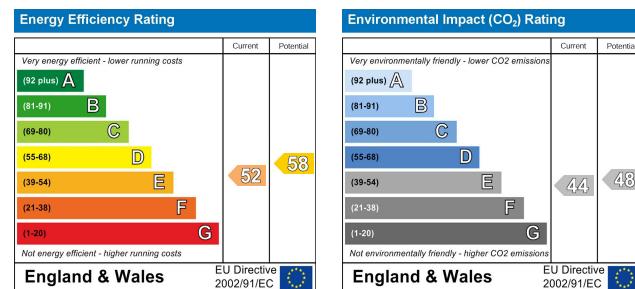 Energy Efficiency Rating
Current Potential
Very energy efficient - lower running costs
(92 plus) A
(81-91) B
(69-80) C
(55-68) D
(39-54) E
(21-38) F
(1-20) G
52
58
Not energy efficient - higher running costs
England & Wales
EU Directive
2002/91/EC
Environmental Impact (CO₂) Rating
Current Potential
Very environmentally friendly - lower CO2 emissions
(92 plus) A
(81-91) B
(69-80) C
(55-68) D
(39-54) E
(21-38) F
(1-20) G
44
48
Not environmentally friendly - higher CO2 emissions
England & Wales
EU Directive
2002/91/EC